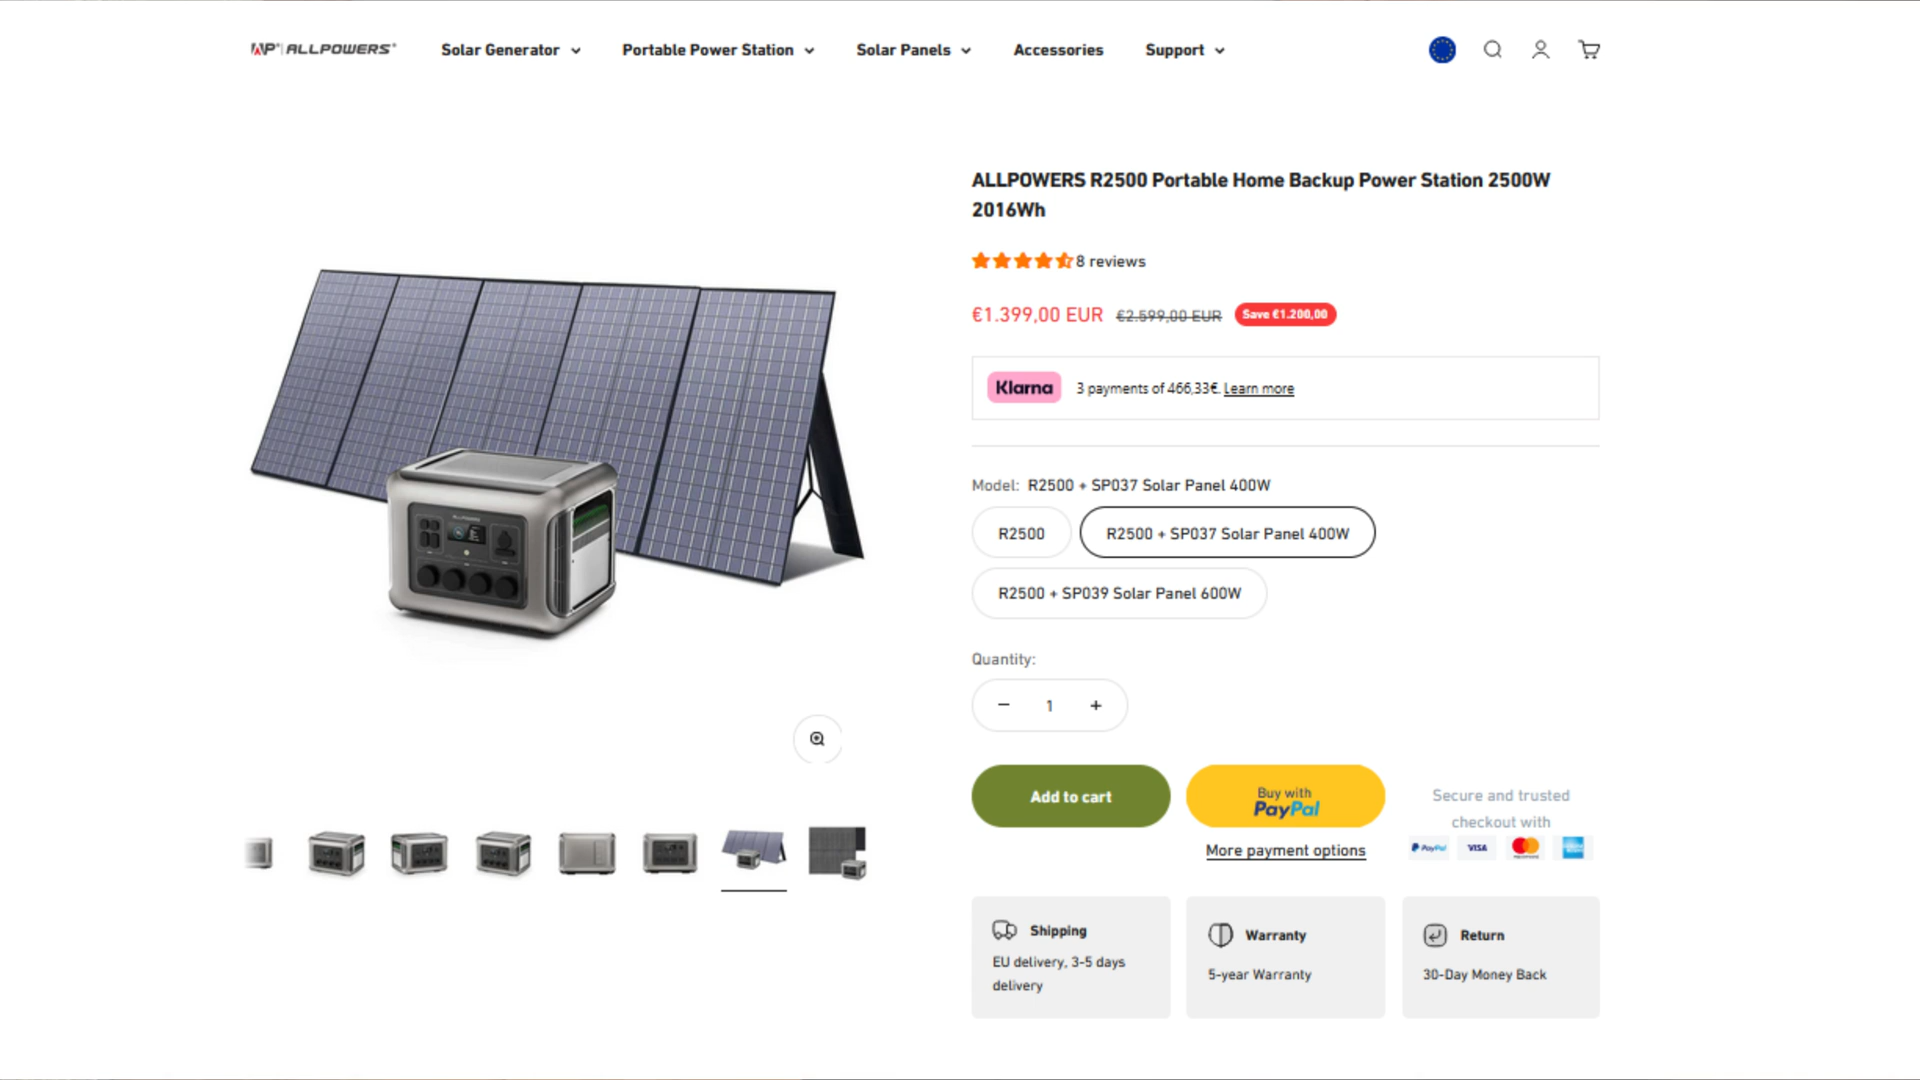 ALLPOWERS®
Solar Generator
Portable Power Station
Solar Panels
Accessories
Support
ALLPOWERS R2500 Portable Home Backup Power Station 2500W
2016Wh
8 reviews
€1.399,00 EUR €2.599,00 EUR Save €1.200,00
Klarna 3 payments of 466,33€. Learn more
Model: R2500 + SP037 Solar Panel 400W
R2500
R2500 + SP037 Solar Panel 400W
R2500 + SP039 Solar Panel 600W
Quantity:
− 1 +
Add to cart
Buy with
PayPal
More payment options
Secure and trusted
checkout with
PayPal VISA
Shipping
EU delivery, 3-5 days
delivery
Warranty
5-year Warranty
Return
30-Day Money Back